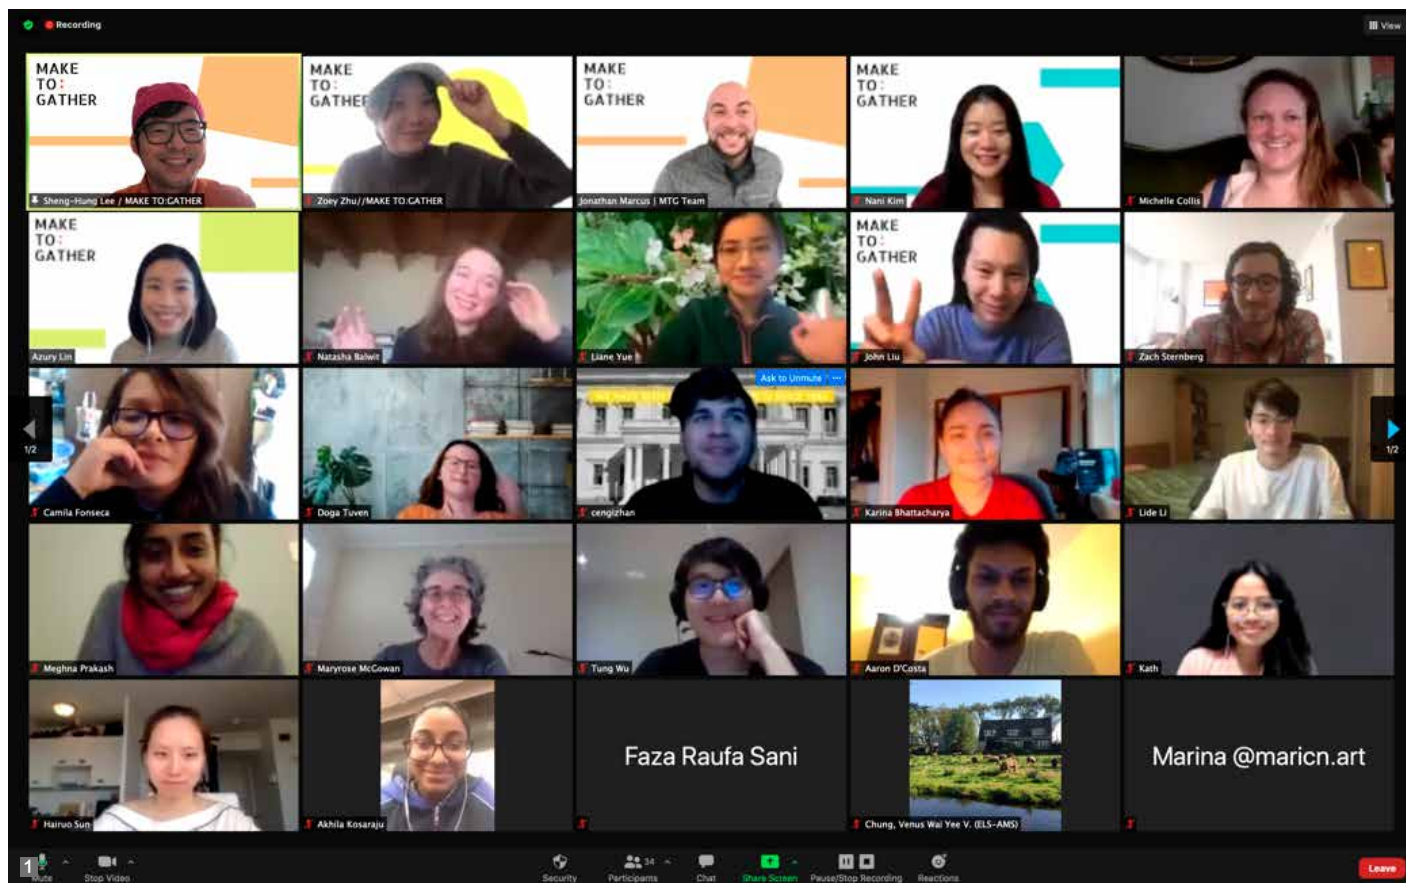 Recording
View
MAKE
TO:
GATHER
MAKE
TO:
GATHER
MAKE
TO:
GATHER
MAKE
TO:
GATHER
Sheng-Hung Lee / MAKE TO:GATHER
Zoey Zhu//MAKE TO:GATHER
Jonathan Marcus | MTG Team
Nani Kim
Michelle Collis
MAKE
TO:
GATHER
MAKE
TO:
GATHER
Azury Lin
Natasha Balwit
Liane Yue
John Liu
Zach Sternberg
Ask to Unmute
1/2
1/2
Camila Fonseca
Doga Tuven
cengizhan
Karina Bhattacharya
Lide Li
Meghna Prakash
Maryrose McGowan
Tung Wu
Aaron D'Costa
Kath
Faza Raufa Sani
Marina @maricn.art
Hairuo Sun
Akhila Kosaraju
Chung, Venus Wai Yee V. (ELS-AMS)
1
Mute
Stop Video
Security
34
Participants
Chat
Share Screen
Pause/Stop Recording
Reactions
Leave